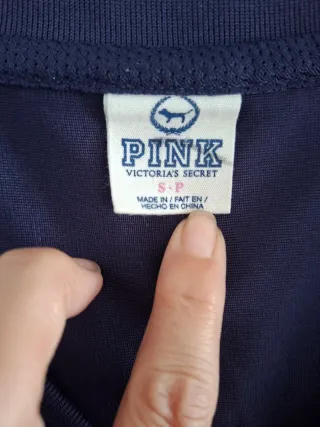 PINK
VICTORIA'S SECRET
S-P
MADE IN / FAIT EN /
HECHO EN CHINA